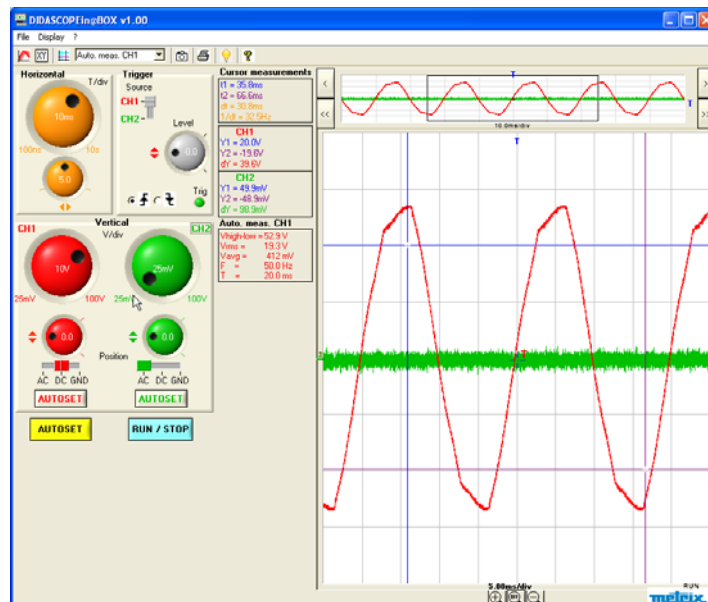 DIDASCOPE[in@BOX v1.00
File Display ?
XY Auto. meas. CH1 ?
Horizontal
T/div
10ms
100ns 10s
5.0
Trigger
Source
CH1
CH2
Level
-0.0
Trig
Cursor measurements
t1 = 35.8ms
t2 = 66.6ms
dt = 30.8ms
1/dt = 32.5Hz
CH1
Y1 = 20.0V
Y2 = -19.6V
dY = 39.6V
CH2
Y1 = 49.9mV
Y2 = -48.9mV
dY = 98.9mV
Auto. meas. CH1
Vhigh-low = 52.9 V
Vrms = 19.3 V
Vavg = 412 mV
F = 50.0 Hz
T = 20.0 ms
Vertical
CH1 V/div CH2
10V 25mV
25mV 100V 25mV 100V
0.0 0.0
Position
AC DC GND AC DC GND
AUTOSET AUTOSET
AUTOSET RUN / STOP
< T >
<< T >>
10.0ms/div
T
T
5.00ms/div
RUN
metrix